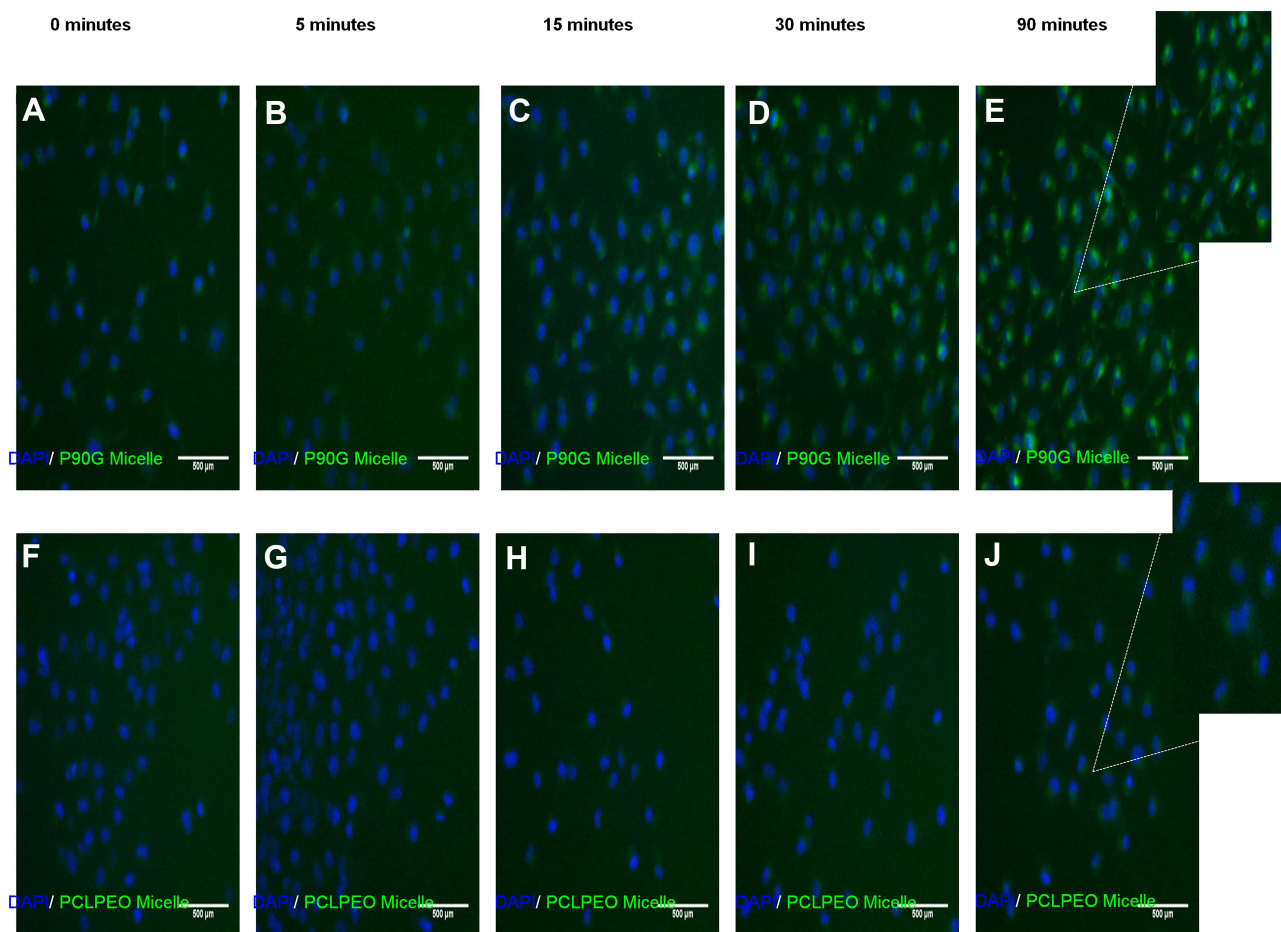 0 minutes 5 minutes 15 minutes 30 minutes 90 minutes
A B C D E
DAPI/ P90G Micelle 500 µm DAPI/ P90G Micelle 500 µm DAPI/ P90G Micelle 500 µm DAPI/ P90G Micelle 500 µm DAPI/ P90G Micelle 500 µm
F G H I J
DAPI/ PCLPEO Micelle 500 µm DAPI/ PCLPEO Micelle 500 µm DAPI/ PCLPEO Micelle 500 µm DAPI/ PCLPEO Micelle 500 µm DAPI/ PCLPEO Micelle 500 µm